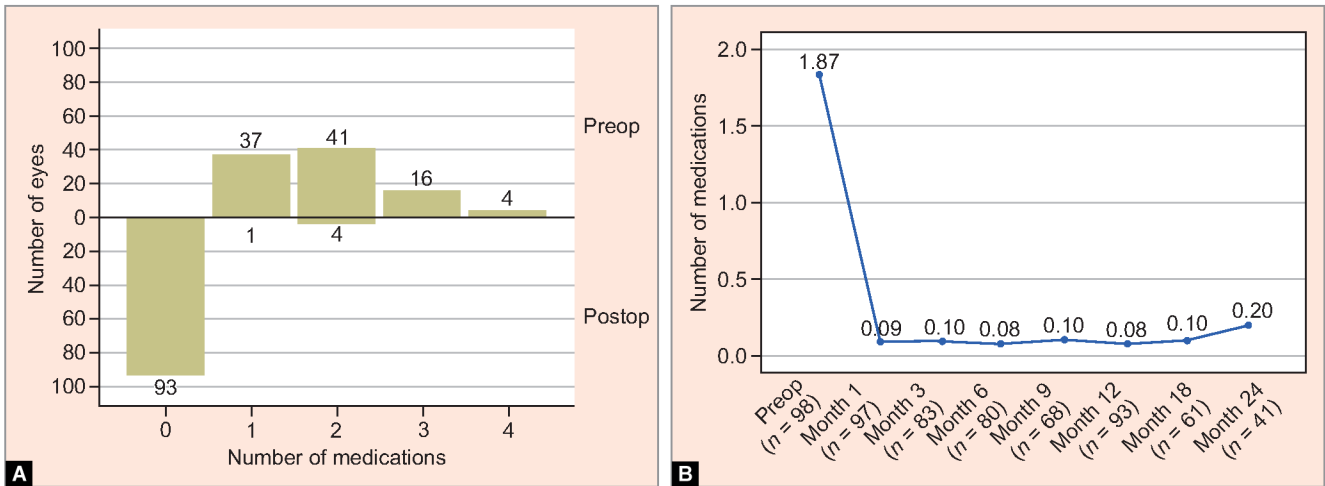 100
80
60
40
20
0
20
40
60
80
100
Number of eyes
37
41
16
4
1
4
93
Preop
Postop
0 1 2 3 4
Number of medications
A
2.0
1.5
1.0
0.5
0.0
Number of medications
1.87
0.09
0.10
0.08
0.10
0.08
0.10
0.20
Preop
(n = 98)
Month 1
(n = 97)
Month 3
(n = 83)
Month 6
(n = 80)
Month 9
(n = 68)
Month 12
(n = 93)
Month 18
(n = 61)
Month 24
(n = 41)
B